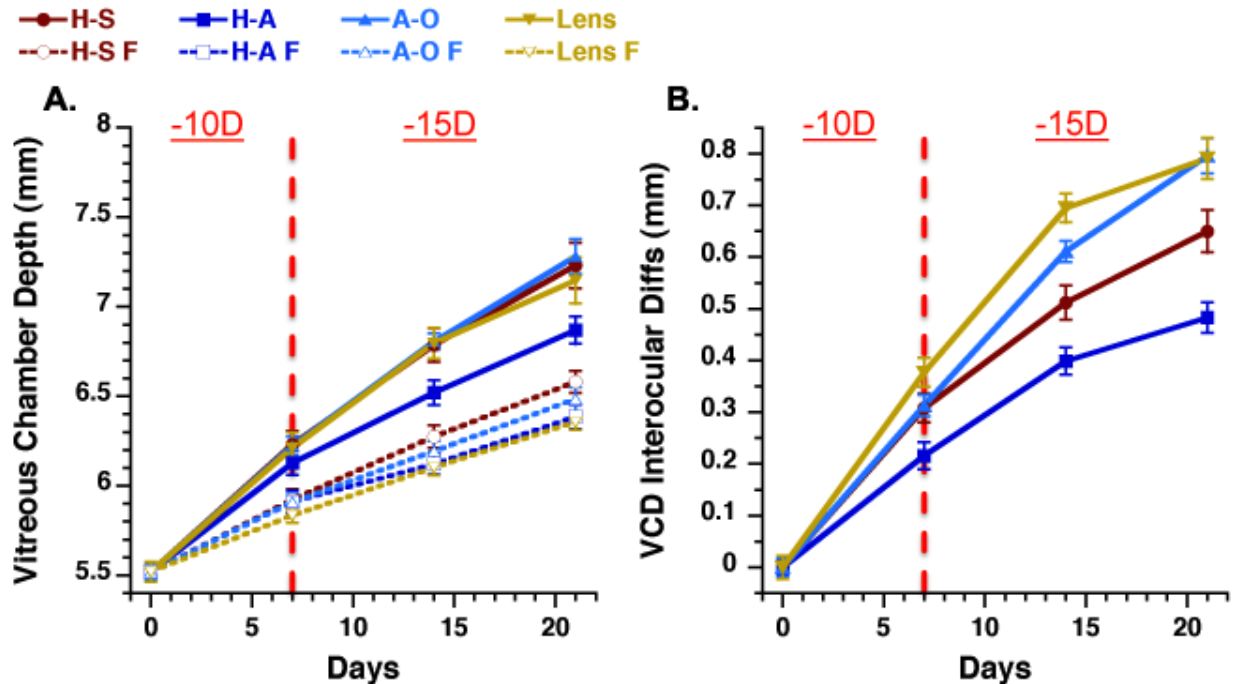 H-S H-A A-O Lens
H-S F H-A F A-O F Lens F
A.
-10D -15D
Vitreous Chamber Depth (mm)
8
7.5
7
6.5
6
5.5
0 5 10 15 20
Days
B.
-10D -15D
VCD Interocular Diffs (mm)
0.8
0.7
0.6
0.5
0.4
0.3
0.2
0.1
0
0 5 10 15 20
Days